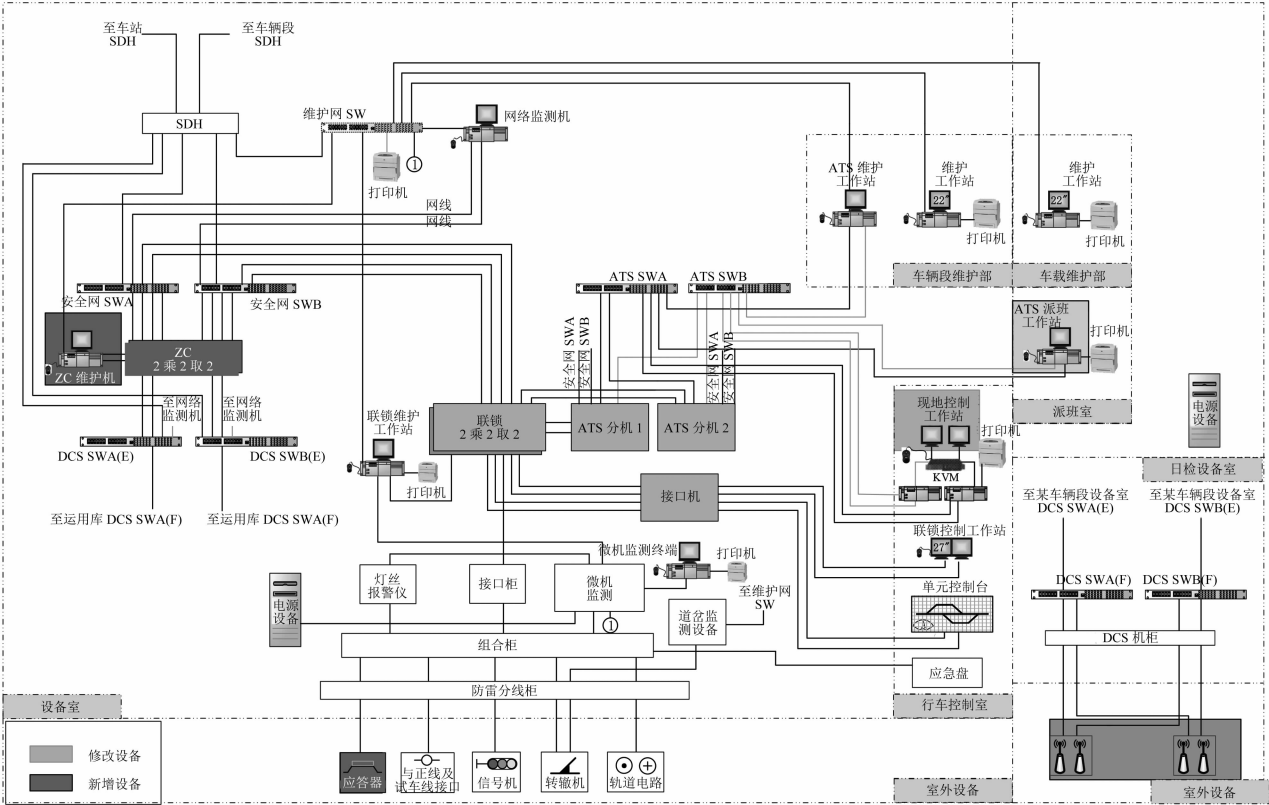 至车站
SDH
至车辆段
SDH
SDH
维护网 SW
网络监测机
①
打印机
网线
网线
ATS 维护
工作站
维护
工作站
22″
打印机
维护
工作站
22″
打印机
车辆段维护部
车载维护部
安全网 SWA
安全网 SWB
ATS SWA
ATS SWB
ATS 派班
工作站
打印机
派班室
ZC
2 乘 2 取 2
ZC 维护机
安全网 SWA
安全网 SWB
安全网 SWA
安全网 SWB
至网络
监测机
至网络
监测机
DCS SWA(E)
DCS SWB(E)
至运用库 DCS SWA(F)
至运用库 DCS SWA(F)
联锁维护
工作站
打印机
联锁
2 乘 2 取 2
ATS 分机 1
ATS 分机 2
接口机
现地控制
工作站
打印机
KVM
联锁控制工作站
27″
单元控制台
应急盘
行车控制室
电源
设备
日检设备室
至某车辆段设备室
DCS SWA(E)
至某车辆段设备室
DCS SWB(E)
DCS SWA(F)
DCS SWB(F)
DCS 机柜
室外设备
电源
设备
灯丝
报警仪
接口柜
微机
监测
微机监测终端
打印机
至维护网
SW
道岔监
测设备
①
组合柜
防雷分线柜
设备室
修改设备
新增设备
应答器
与正线及
试车线接口
信号机
转辙机
轨道电路
室外设备